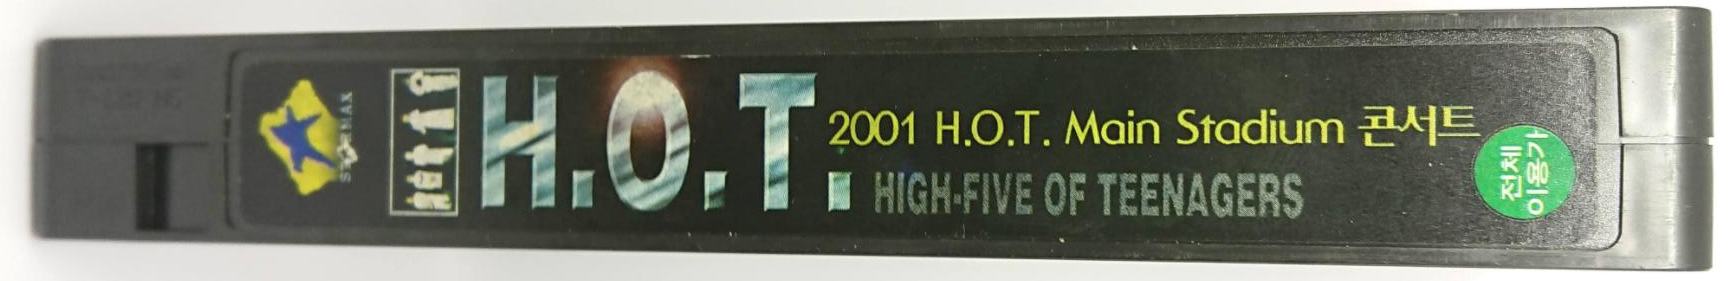 STARMAX
H.O.T.
2001 H.O.T. Main Stadium 콘서트
HIGH-FIVE OF TEENAGERS
전체
이용가